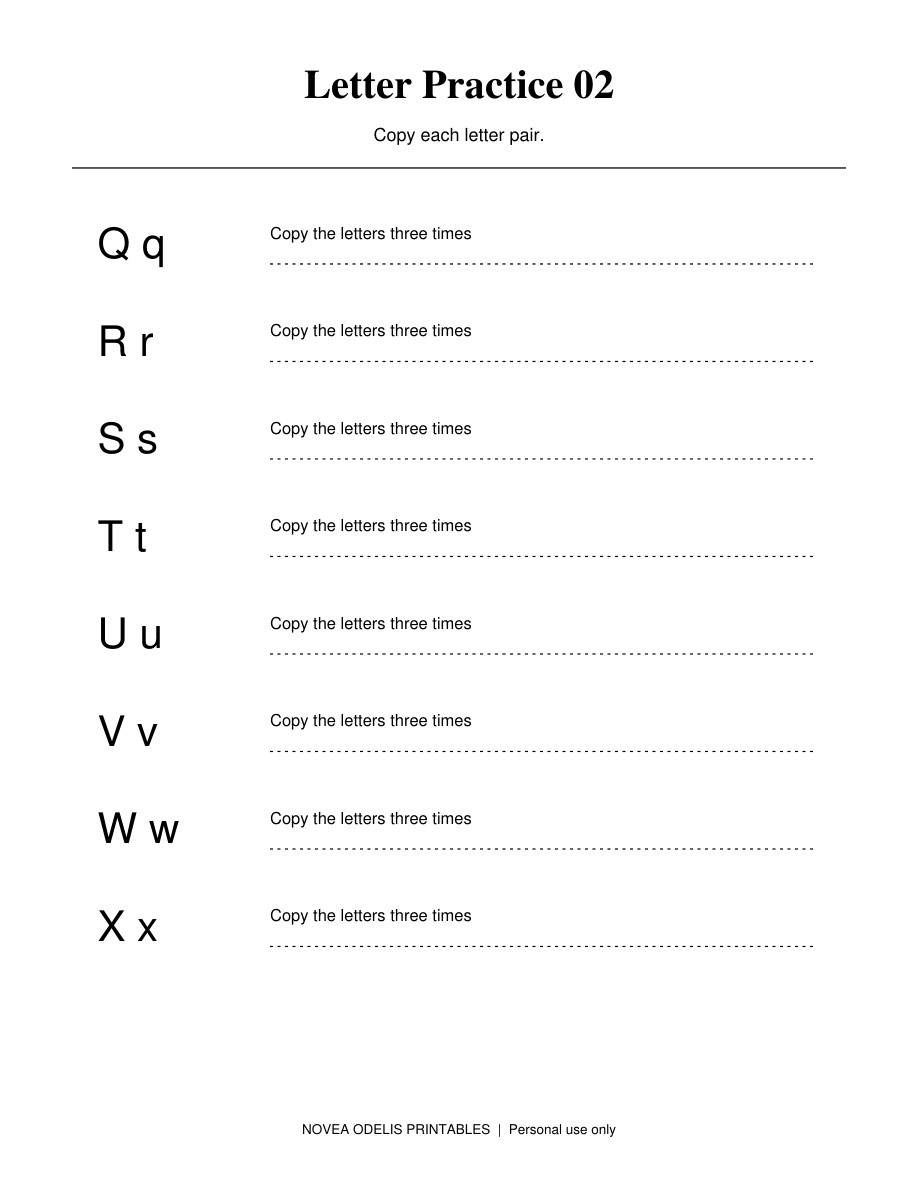 Letter Practice 02
Copy each letter pair.
Q q
Copy the letters three times
R r
Copy the letters three times
S s
Copy the letters three times
T t
Copy the letters three times
U u
Copy the letters three times
V v
Copy the letters three times
W w
Copy the letters three times
X x
Copy the letters three times
NOVEA ODELIS PRINTABLES | Personal use only